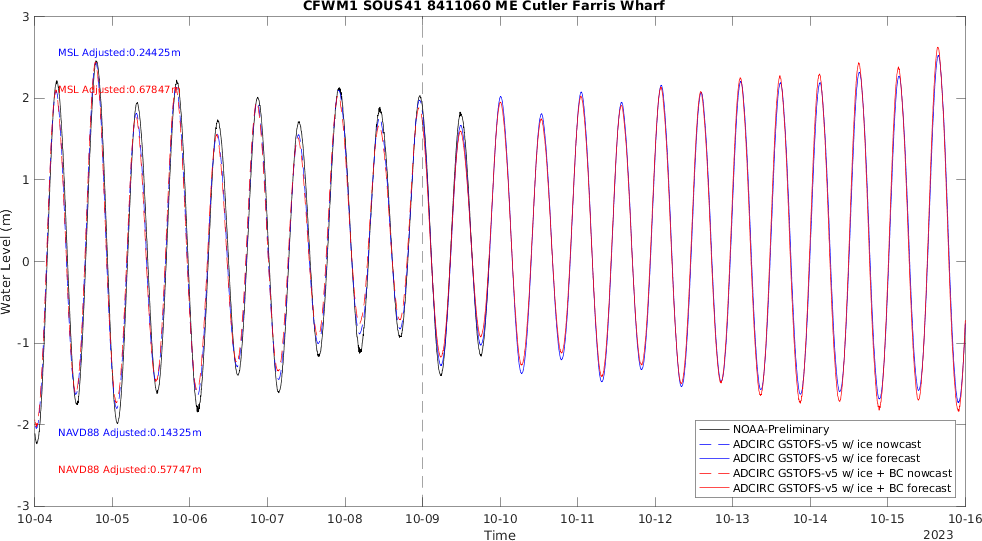 CFWM1 SOUS41 8411060 ME Cutler Farris Wharf
3
MSL Adjusted:0.24425m
MSL Adjusted:0.67847m
2
1
Water Level (m)
0
-1
-2
NAVD88 Adjusted:0.14325m
NAVD88 Adjusted:0.57747m
-3
NOAA-Preliminary
ADCIRC GSTOFS-v5 w/ ice nowcast
ADCIRC GSTOFS-v5 w/ ice forecast
ADCIRC GSTOFS-v5 w/ ice + BC nowcast
ADCIRC GSTOFS-v5 w/ ice + BC forecast
10-04 10-05 10-06 10-07 10-08 10-09 10-10 10-11 10-12 10-13 10-14 10-15 10-16
Time
2023